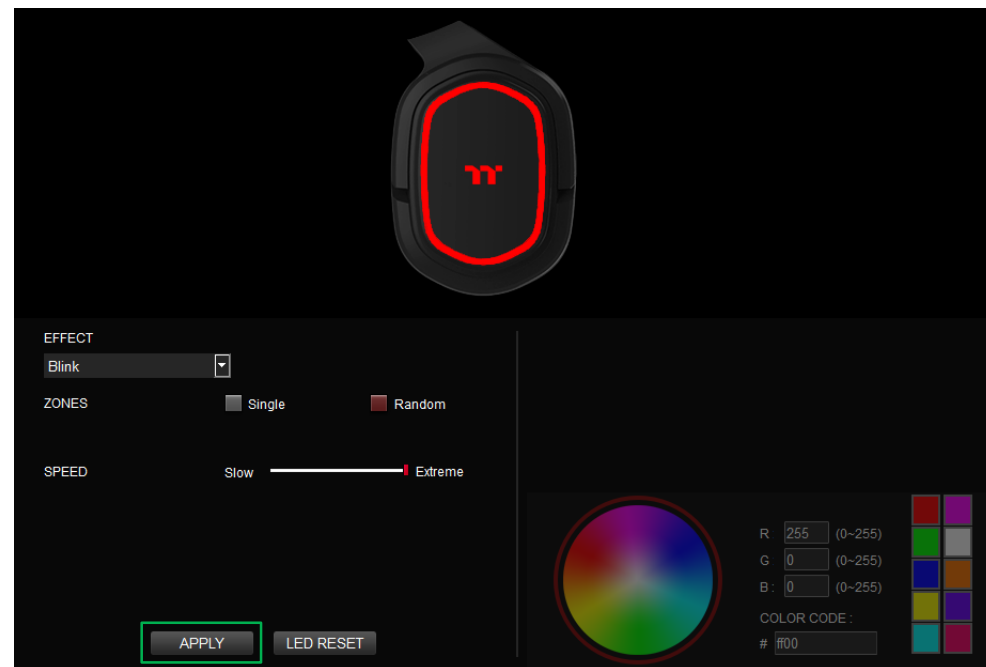 EFFECT
Blink
ZONES Single Random
SPEED Slow Extreme
APPLY LED RESET
R 255 (0~255)
G 0 (0~255)
B : 0 (0~255)
COLOR CODE :
# ff00